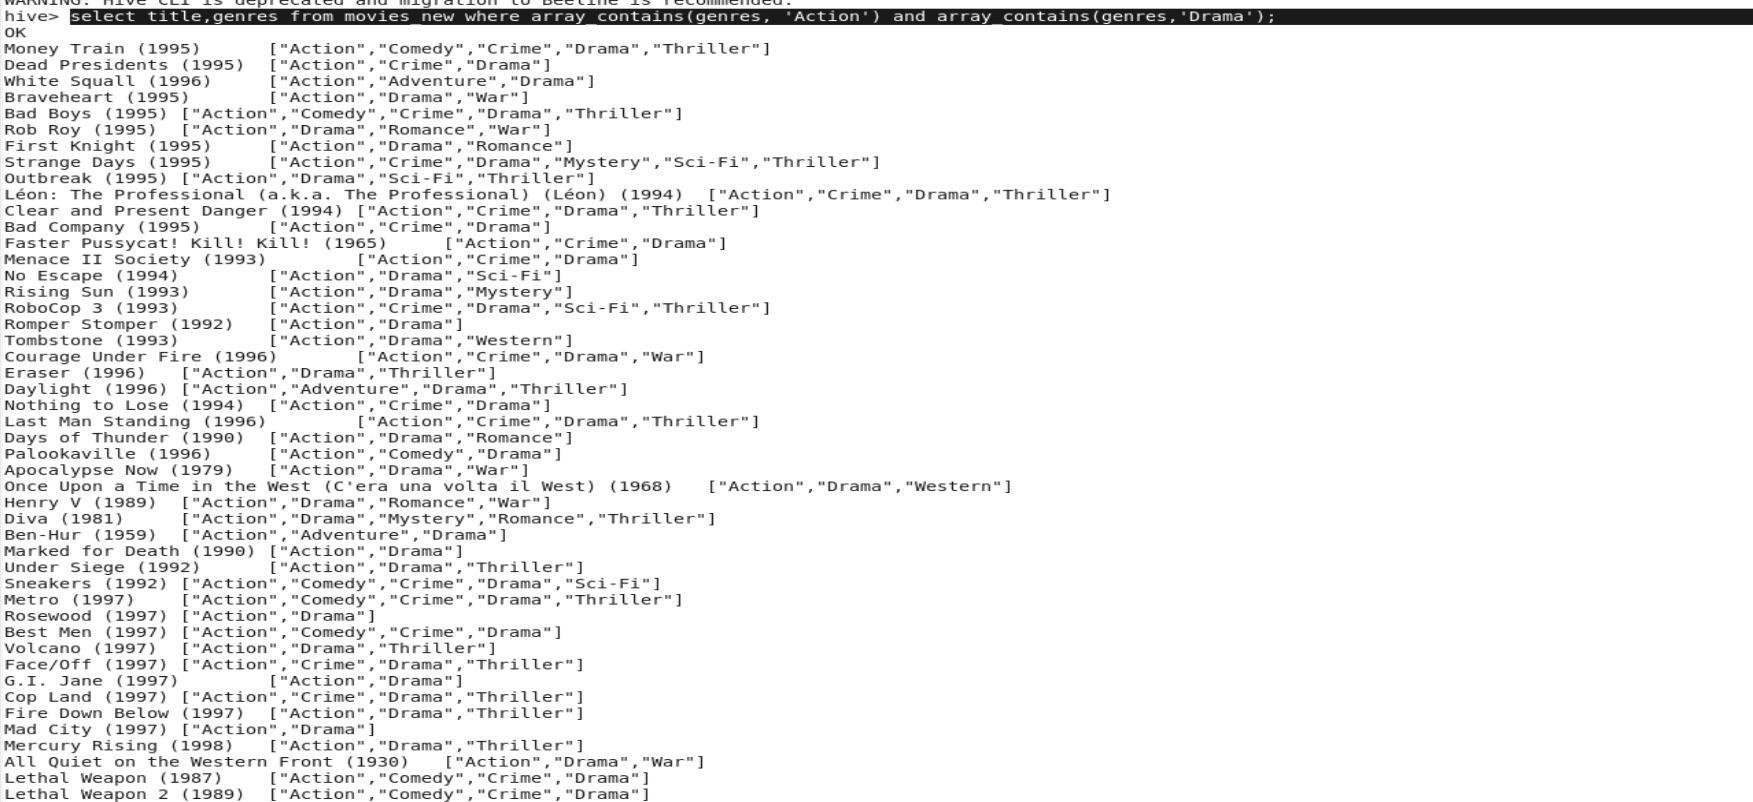 WARNING: Hive CLI is deprecated and migration to Beeline is recommended.
hive> select title,genres from movies_new where array_contains(genres, 'Action') and array_contains(genres,'Drama');
OK
Money Train (1995)	["Action","Comedy","Crime","Drama","Thriller"]
Dead Presidents (1995)	["Action","Crime","Drama"]
White Squall (1996)	["Action","Adventure","Drama"]
Braveheart (1995)	["Action","Drama","War"]
Bad Boys (1995)	["Action","Comedy","Crime","Drama","Thriller"]
Rob Roy (1995)	["Action","Drama","Romance","War"]
First Knight (1995)	["Action","Drama","Romance"]
Strange Days (1995)	["Action","Crime","Drama","Mystery","Sci-Fi","Thriller"]
Outbreak (1995)	["Action","Drama","Sci-Fi","Thriller"]
Léon: The Professional (a.k.a. The Professional) (Léon) (1994)	["Action","Crime","Drama","Thriller"]
Clear and Present Danger (1994)	["Action","Crime","Drama","Thriller"]
Bad Company (1995)	["Action","Crime","Drama"]
Faster Pussycat! Kill! Kill! (1965)	["Action","Crime","Drama"]
Menace II Society (1993)	["Action","Crime","Drama"]
No Escape (1994)	["Action","Drama","Sci-Fi"]
Rising Sun (1993)	["Action","Drama","Mystery"]
RoboCop 3 (1993)	["Action","Crime","Drama","Sci-Fi","Thriller"]
Romper Stomper (1992)	["Action","Drama"]
Tombstone (1993)	["Action","Drama","Western"]
Courage Under Fire (1996)	["Action","Crime","Drama","War"]
Eraser (1996)	["Action","Drama","Thriller"]
Daylight (1996)	["Action","Adventure","Drama","Thriller"]
Nothing to Lose (1994)	["Action","Crime","Drama"]
Last Man Standing (1996)	["Action","Crime","Drama","Thriller"]
Days of Thunder (1990)	["Action","Drama","Romance"]
Palookaville (1996)	["Action","Comedy","Drama"]
Apocalypse Now (1979)	["Action","Drama","War"]
Once Upon a Time in the West (C'era una volta il West) (1968)	["Action","Drama","Western"]
Henry V (1989)	["Action","Drama","Romance","War"]
Diva (1981)	["Action","Drama","Mystery","Romance","Thriller"]
Ben-Hur (1959)	["Action","Adventure","Drama"]
Marked for Death (1990)	["Action","Drama"]
Under Siege (1992)	["Action","Drama","Thriller"]
Sneakers (1992)	["Action","Comedy","Crime","Drama","Sci-Fi"]
Metro (1997)	["Action","Comedy","Crime","Drama","Thriller"]
Rosewood (1997)	["Action","Drama"]
Best Men (1997)	["Action","Comedy","Crime","Drama"]
Volcano (1997)	["Action","Drama","Thriller"]
Face/Off (1997)	["Action","Crime","Drama","Thriller"]
G.I. Jane (1997)	["Action","Drama"]
Cop Land (1997)	["Action","Crime","Drama","Thriller"]
Fire Down Below (1997)	["Action","Drama","Thriller"]
Mad City (1997)	["Action","Drama"]
Mercury Rising (1998)	["Action","Drama","Thriller"]
All Quiet on the Western Front (1930)	["Action","Drama","War"]
Lethal Weapon (1987)	["Action","Comedy","Crime","Drama"]
Lethal Weapon 2 (1989)	["Action","Comedy","Crime","Drama"]